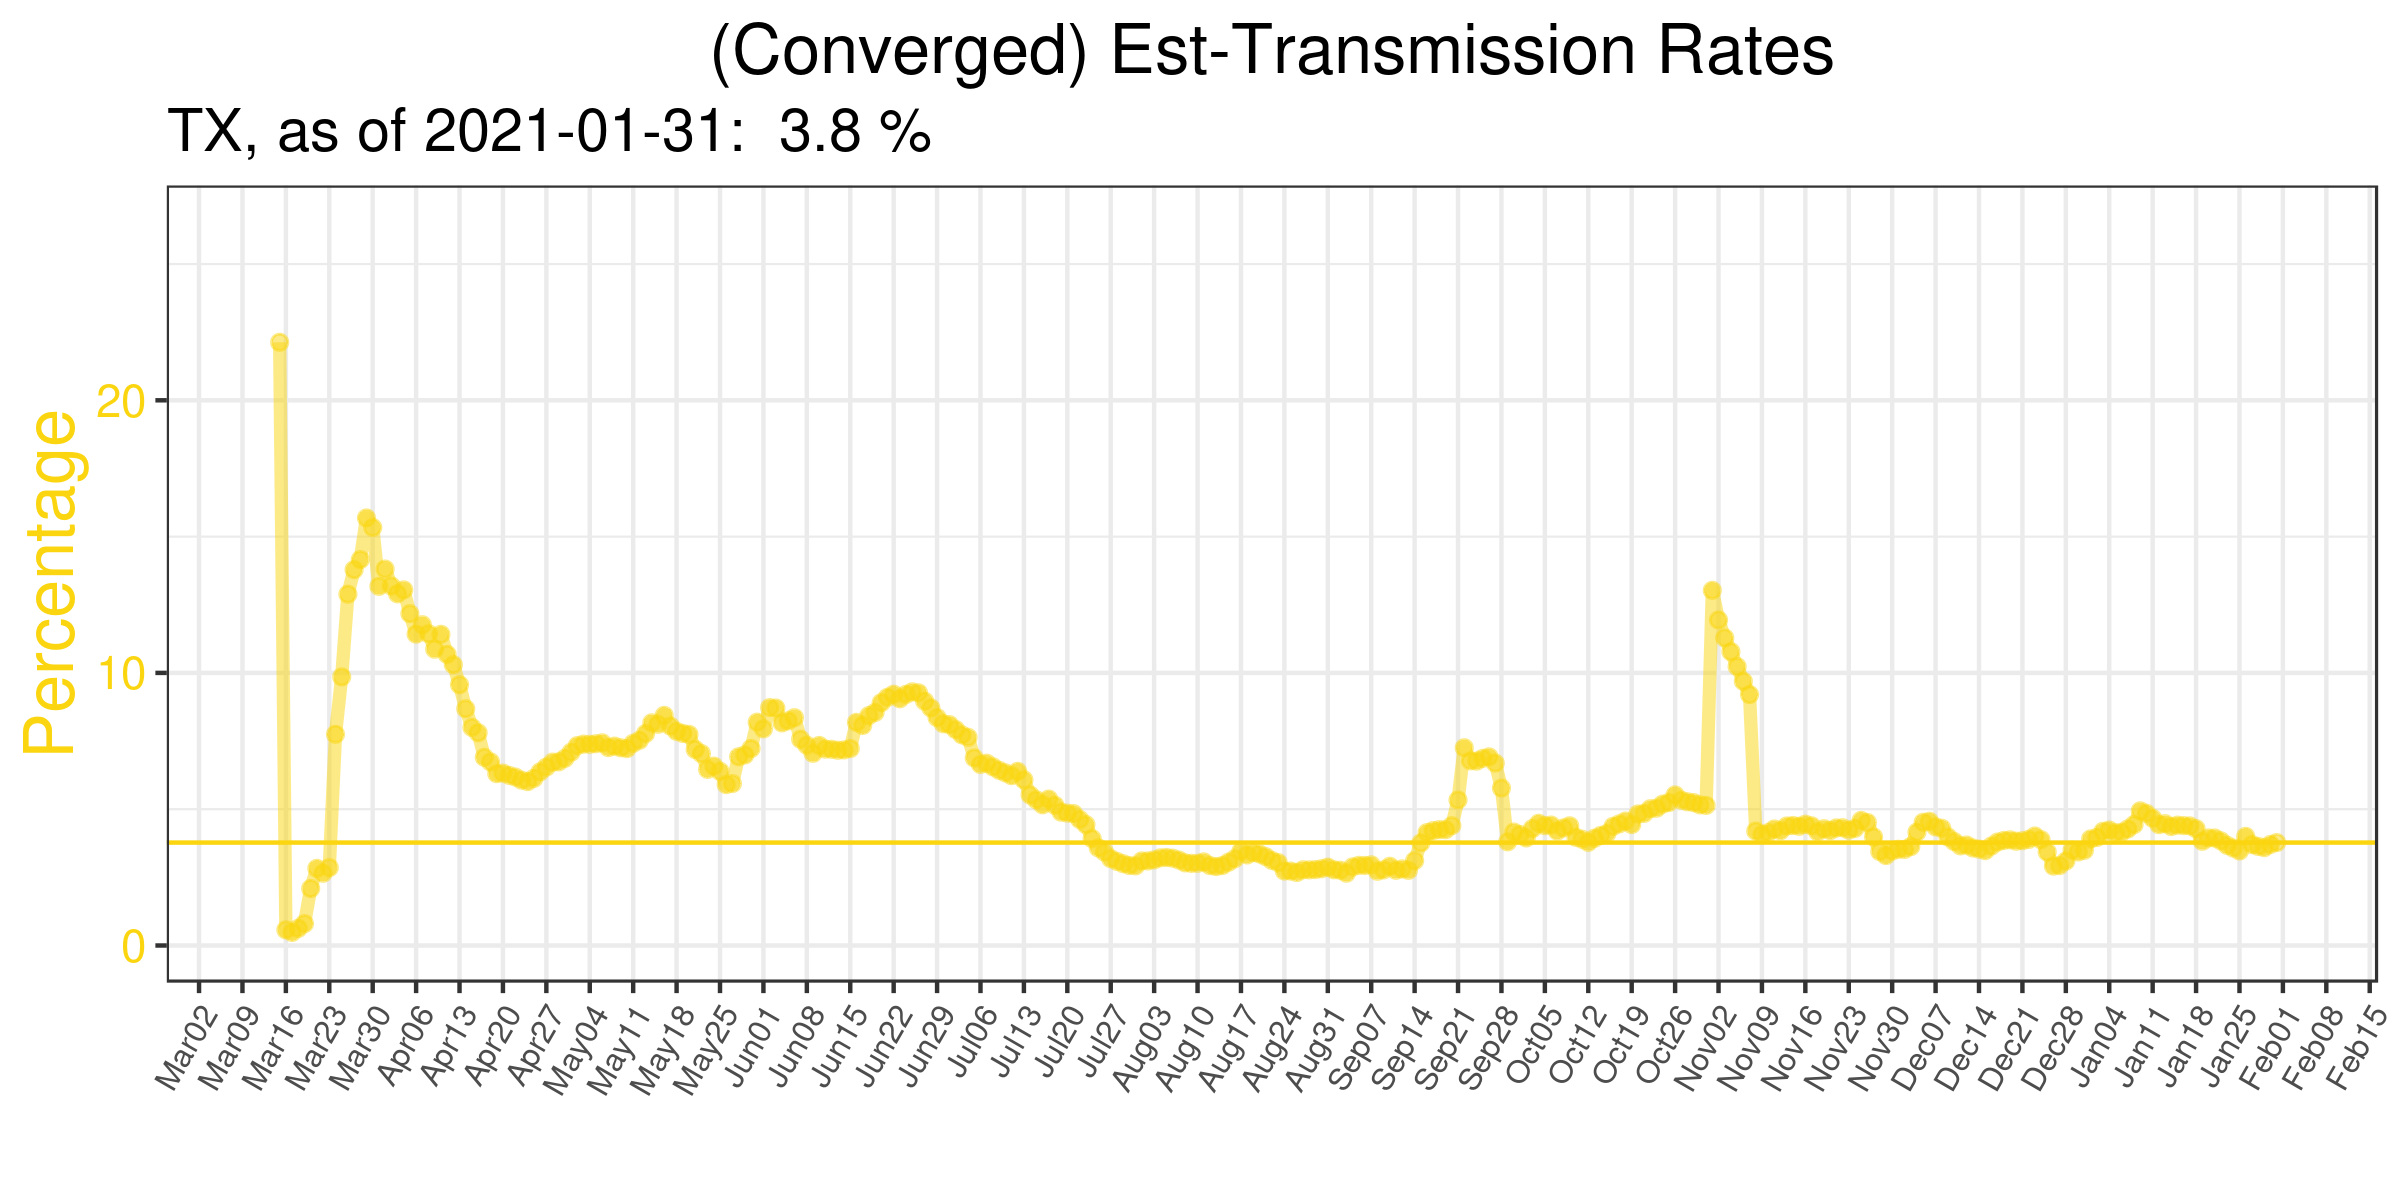 (Converged) Est-Transmission Rates
TX, as of 2021-01-31:  3.8 %
Percentage
20
10
0
Mar02
Mar09
Mar16
Mar23
Mar30
Apr06
Apr13
Apr20
Apr27
May04
May11
May18
May25
Jun01
Jun08
Jun15
Jun22
Jun29
Jul06
Jul13
Jul20
Jul27
Aug03
Aug10
Aug17
Aug24
Aug31
Sep07
Sep14
Sep21
Sep28
Oct05
Oct12
Oct19
Oct26
Nov02
Nov09
Nov16
Nov23
Nov30
Dec07
Dec14
Dec21
Dec28
Jan04
Jan11
Jan18
Jan25
Feb01
Feb08
Feb15